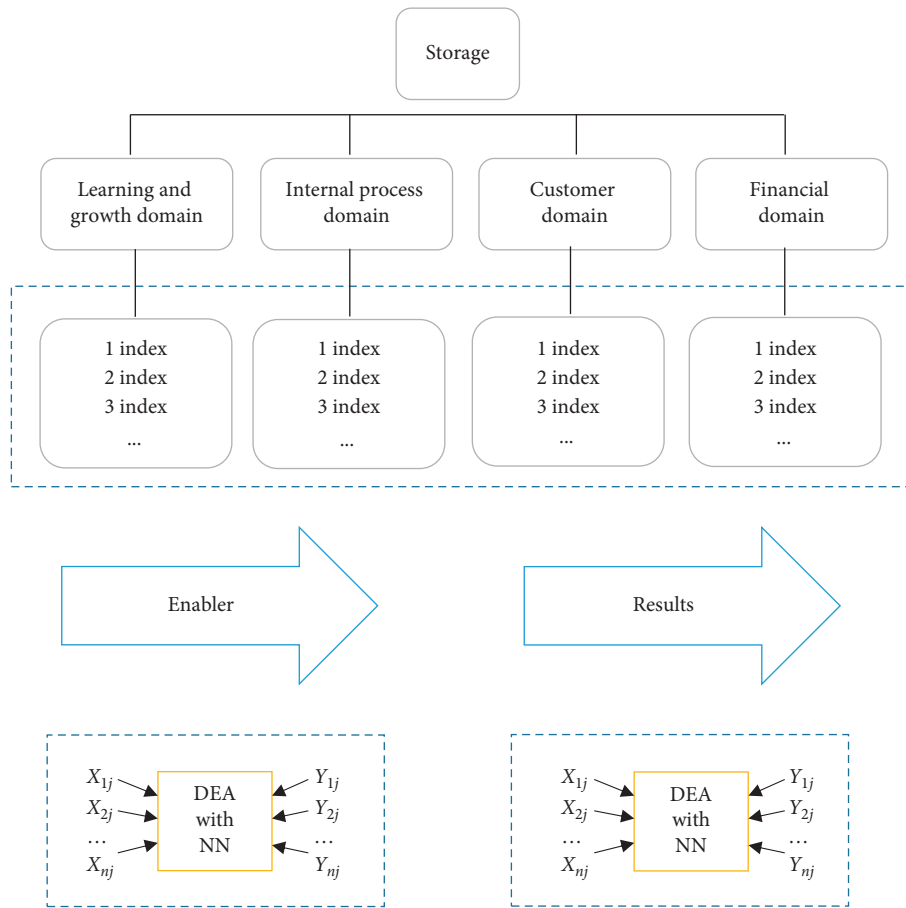 Storage
Learning and
growth domain
Internal process
domain
Customer
domain
Financial
domain
1 index
2 index
3 index
...
1 index
2 index
3 index
...
1 index
2 index
3 index
...
1 index
2 index
3 index
...
Enabler
Results
X1j
X2j
...
Xnj
DEA
with
NN
Y1j
Y2j
...
Ynj
X1j
X2j
...
Xnj
DEA
with
NN
Y1j
Y2j
...
Ynj